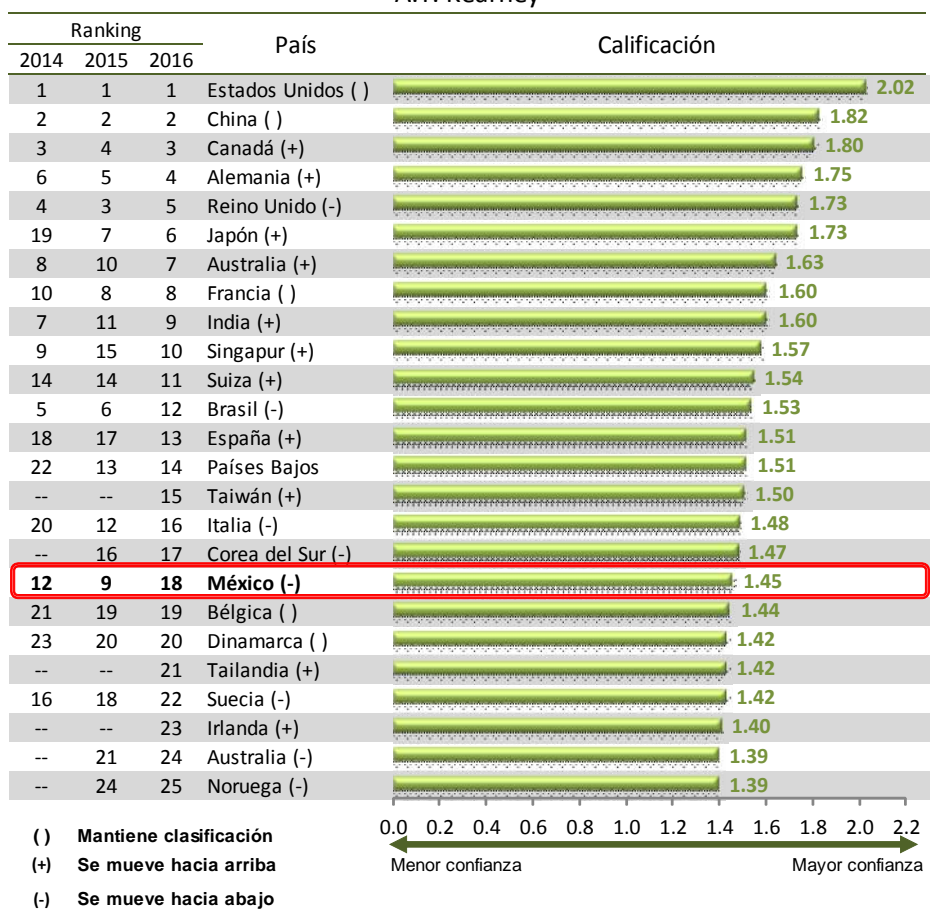 A.T. Kearney
Ranking País Calificación
2014 2015 2016
1 1 1 Estados Unidos ( ) 2.02
2 2 2 China ( ) 1.82
3 4 3 Canadá (+) 1.80
6 5 4 Alemania (+) 1.75
4 3 5 Reino Unido (-) 1.73
19 7 6 Japón (+) 1.73
8 10 7 Australia (+) 1.63
10 8 8 Francia ( ) 1.60
7 11 9 India (+) 1.60
9 15 10 Singapur (+) 1.57
14 14 11 Suiza (+) 1.54
5 6 12 Brasil (-) 1.53
18 17 13 España (+) 1.51
22 13 14 Países Bajos 1.51
-- -- 15 Taiwán (+) 1.50
20 12 16 Italia (-) 1.48
-- 16 17 Corea del Sur (-) 1.47
12 9 18 México (-) 1.45
21 19 19 Bélgica ( ) 1.44
23 20 20 Dinamarca ( ) 1.42
-- -- 21 Tailandia (+) 1.42
16 18 22 Suecia (-) 1.42
-- -- 23 Irlanda (+) 1.40
-- 21 24 Australia (-) 1.39
-- 24 25 Noruega (-) 1.39
0.0 0.2 0.4 0.6 0.8 1.0 1.2 1.4 1.6 1.8 2.0 2.2
Menor confianza Mayor confianza
( ) Mantiene clasificación
(+) Se mueve hacia arriba
(-) Se mueve hacia abajo